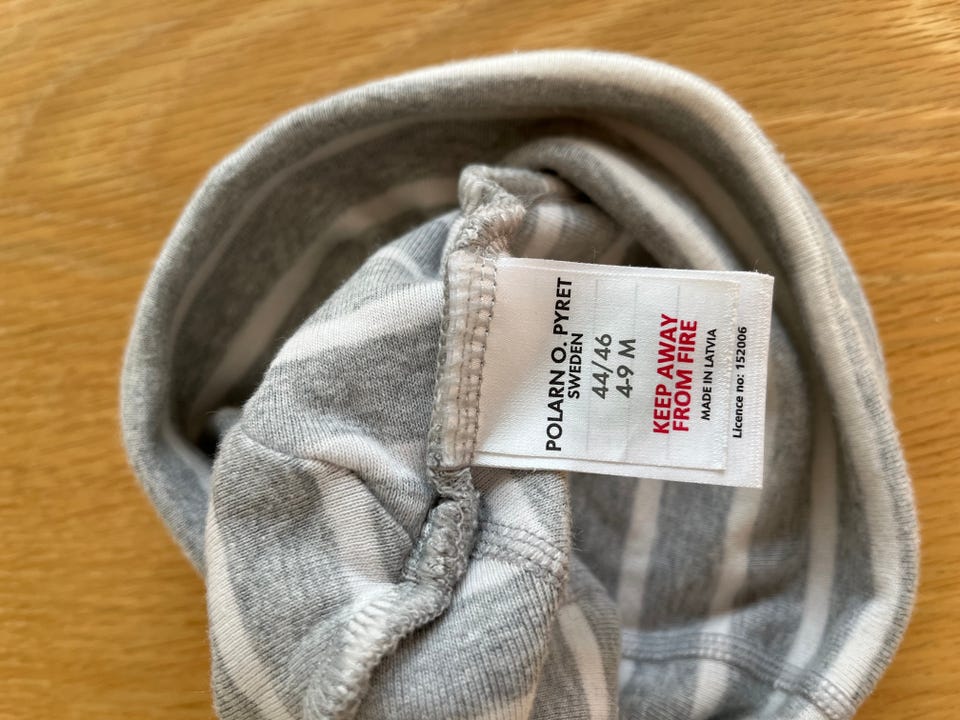 POLARN O. PYRET
SWEDEN
44/46
4-9 M
KEEP AWAY
FROM FIRE
MADE IN LATVIA
Licence no: 152006